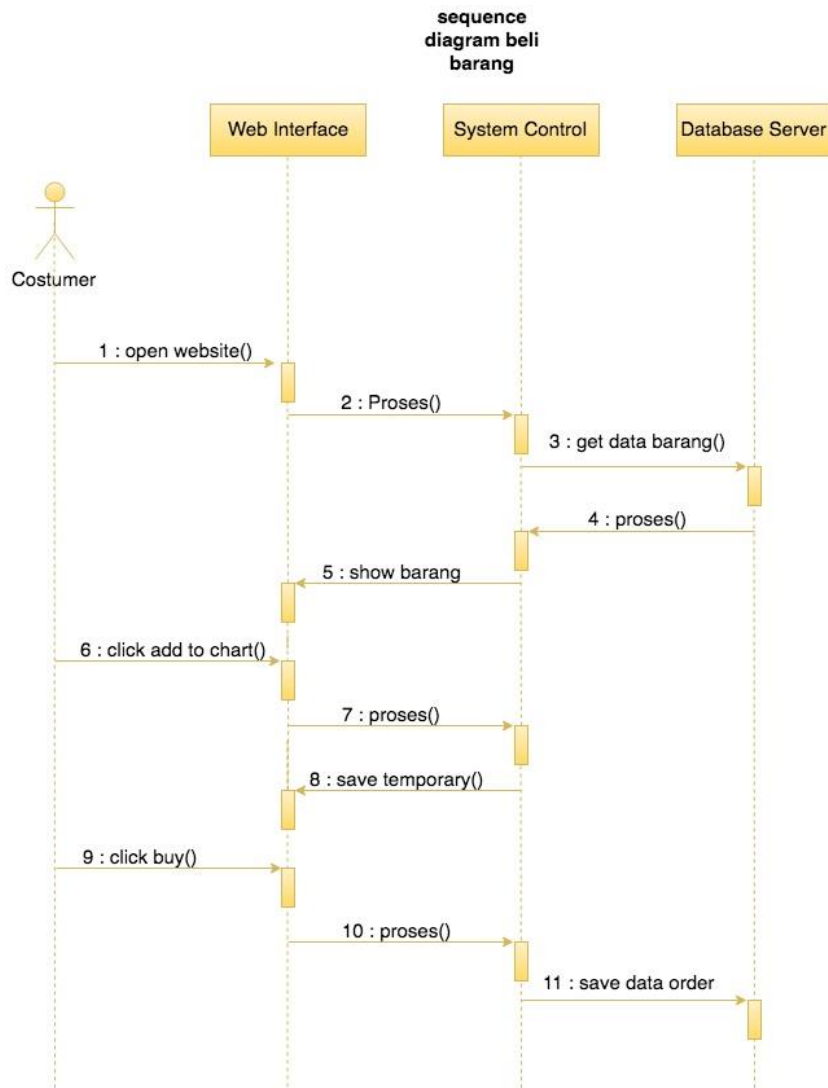 sequence
diagram beli
barang
Web Interface
System Control
Database Server
Costumer
1 : open website()
2 : Proses()
3 : get data barang()
4 : proses()
5 : show barang
6 : click add to chart()
7 : proses()
8 : save temporary()
9 : click buy()
10 : proses()
11 : save data order